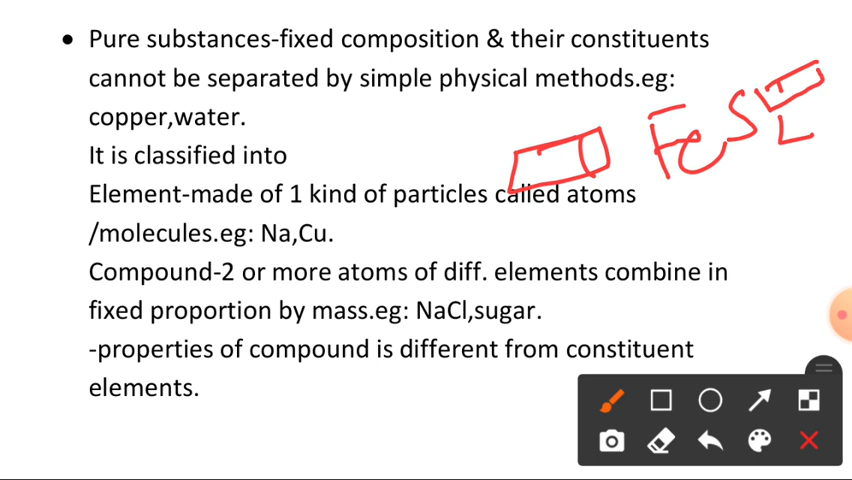 • Pure substances-fixed composition & their constituents
cannot be separated by simple physical methods.eg:
copper,water.
It is classified into
Element-made of 1 kind of particles called atoms
/molecules.eg: Na,Cu.
Compound-2 or more atoms of diff. elements combine in
fixed proportion by mass.eg: NaCl,sugar.
-properties of compound is different from constituent
elements.
FeS